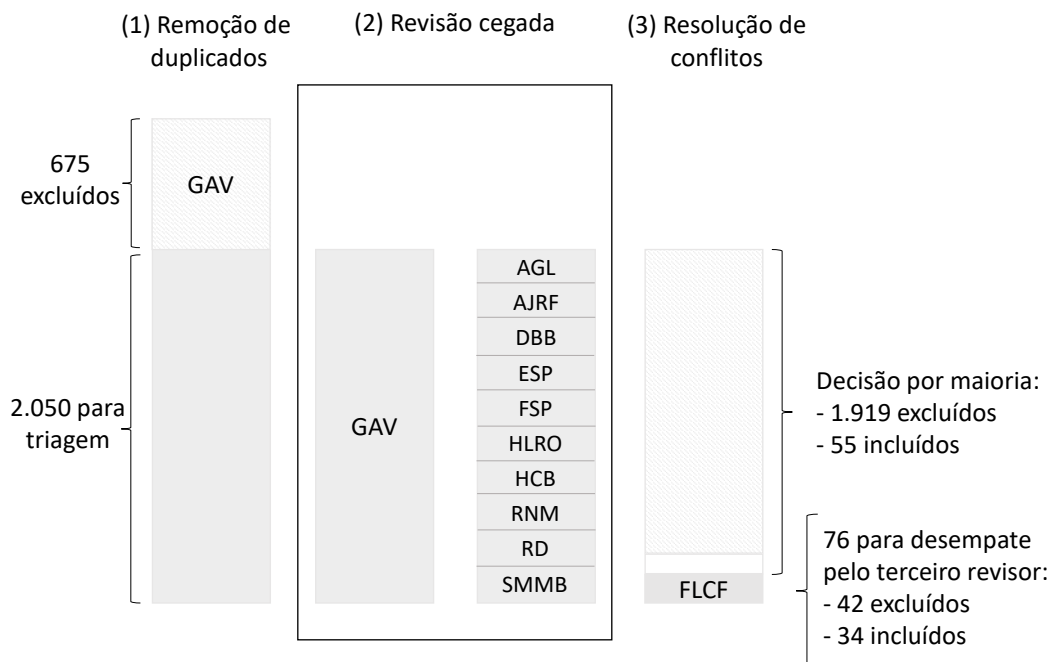 (1) Remoção de
duplicados
(2) Revisão cegada
(3) Resolução de
conflitos
675
excluídos
GAV
2.050 para
triagem
GAV
AGL
AJRF
DBB
ESP
FSP
HLRO
HCB
RNM
RD
SMMB
FLCF
Decisão por maioria:
- 1.919 excluídos
- 55 incluídos
76 para desempate
pelo terceiro revisor:
- 42 excluídos
- 34 incluídos